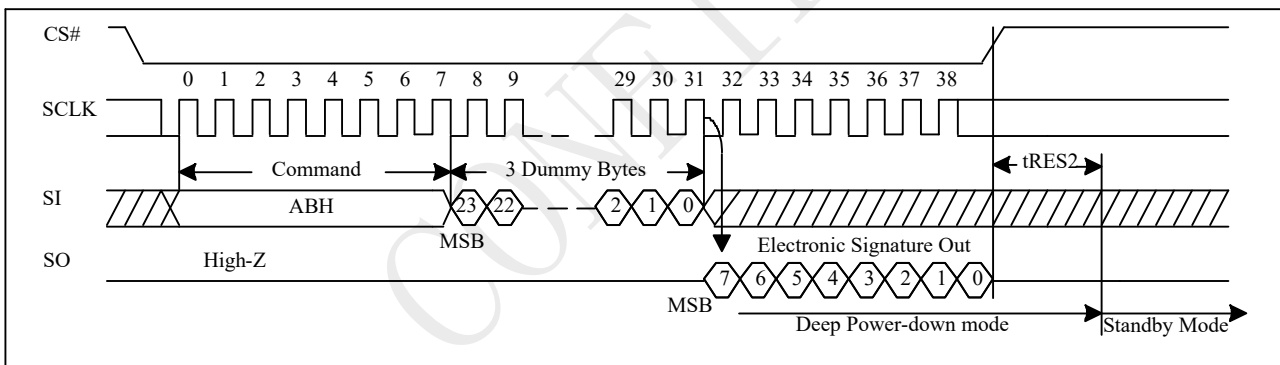 CS#
0 1 2 3 4 5 6 7 8 9 29 30 31 32 33 34 35 36 37 38
SCLK
Command 3 Dummy Bytes tRES2
SI ABH 23 22 2 1 0
MSB
SO High-Z Electronic Signature Out
7 6 5 4 3 2 1 0
MSB
Deep Power-down mode Standby Mode